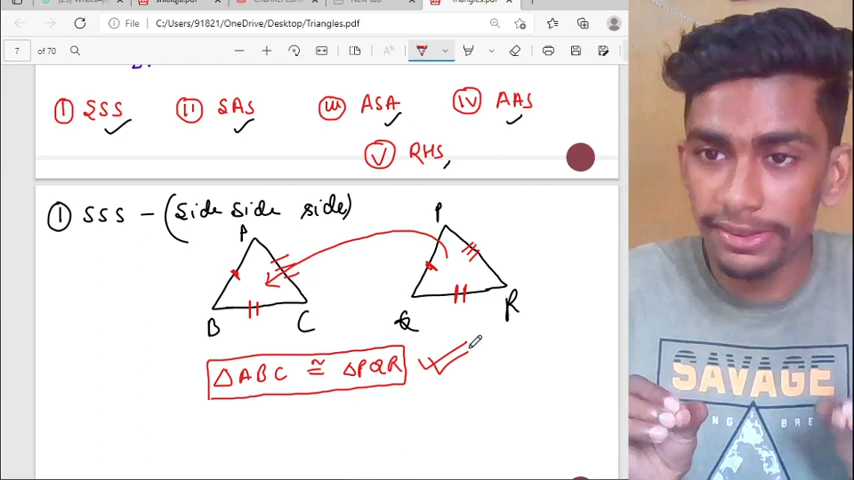 Triangles.pdf
File C:/Users/91821/OneDrive/Desktop/Triangles.pdf
7 of 70
I SSS II SAS III ASA IV AAS
V RHS,
1 SSS - (Side side side)
A P
B C Q R
△ABC ≅ △PQR
SAVAGE